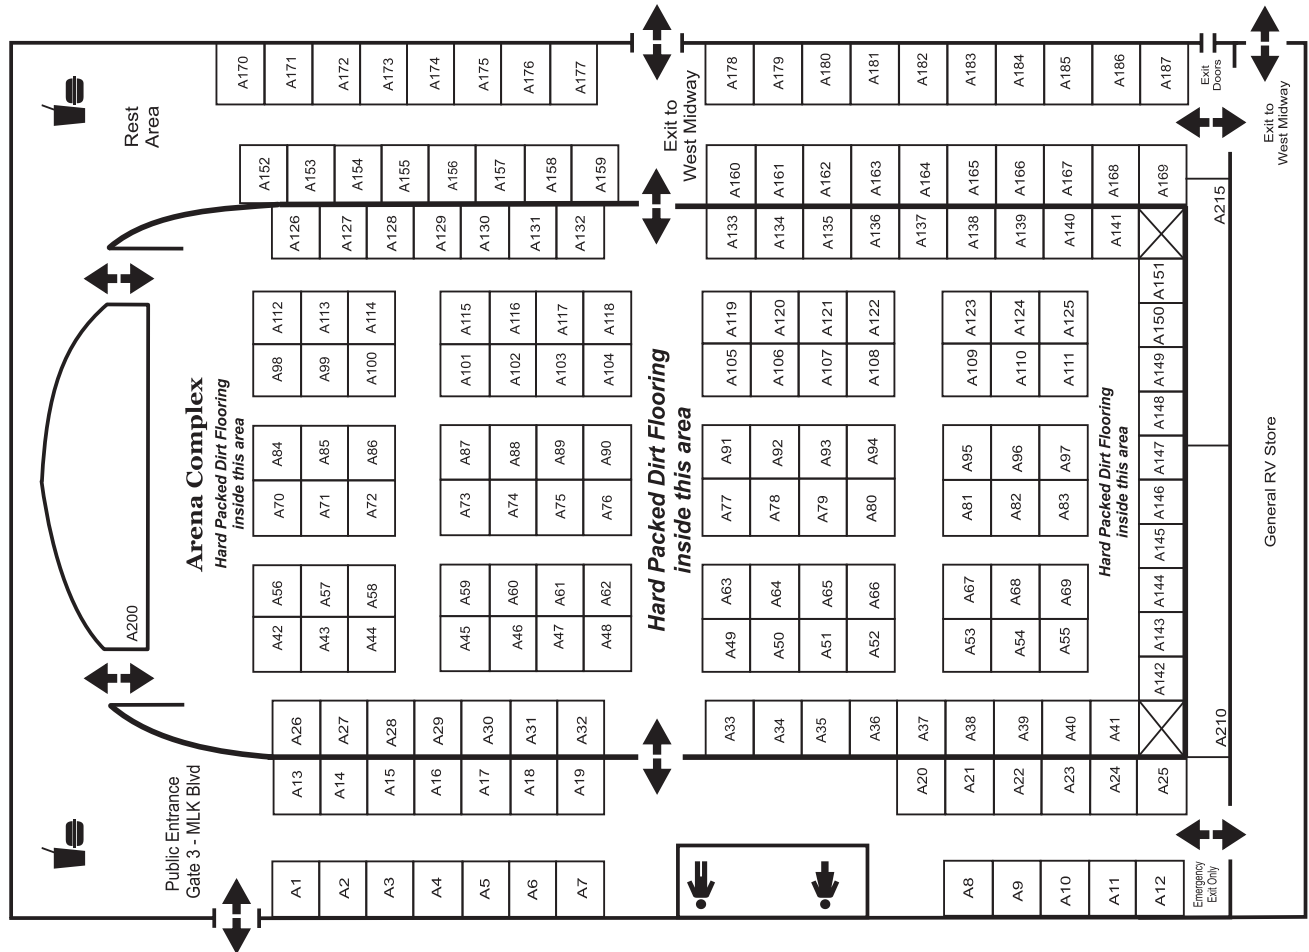 A170 A171 A172 A173 A174 A175 A176 A177
A178 A179 A180 A181 A182 A183 A184 A185 A186 A187
Exit
Doors
Exit to
West Midway
Rest
Area
Exit to
West Midway
A152 A153 A154 A155 A156 A157 A158 A159
A160 A161 A162 A163 A164 A165 A166 A167 A168 A169
A126 A127 A128 A129 A130 A131 A132
A133 A134 A135 A136 A137 A138 A139 A140 A141
A215
A112 A113 A114
A115 A116 A117 A118
A119 A120 A121 A122
A123 A124 A125
A98 A99 A100
A101 A102 A103 A104
A105 A106 A107 A108
A109 A110 A111
A151
A150
A149
A148
A147
A146
A145
A144
A143
A142
Arena Complex
Hard Packed Dirt Flooring
inside this area
Hard Packed Dirt Flooring
inside this area
Hard Packed Dirt Flooring
inside this area
A84 A85 A86
A87 A88 A89 A90
A91 A92 A93 A94
A95 A96 A97
A70 A71 A72
A73 A74 A75 A76
A77 A78 A79 A80
A81 A82 A83
General RV Store
A56 A57 A58
A59 A60 A61 A62
A63 A64 A65 A66
A67 A68 A69
A200
A42 A43 A44
A45 A46 A47 A48
A49 A50 A51 A52
A53 A54 A55
A26 A27 A28 A29 A30 A31 A32
A33 A34 A35 A36 A37 A38 A39 A40 A41
A210
A13 A14 A15 A16 A17 A18 A19
A20 A21 A22 A23 A24 A25
Public Entrance
Gate 3 - MLK Blvd
A1 A2 A3 A4 A5 A6 A7
A8 A9 A10 A11 A12
Emergency
Exit Only